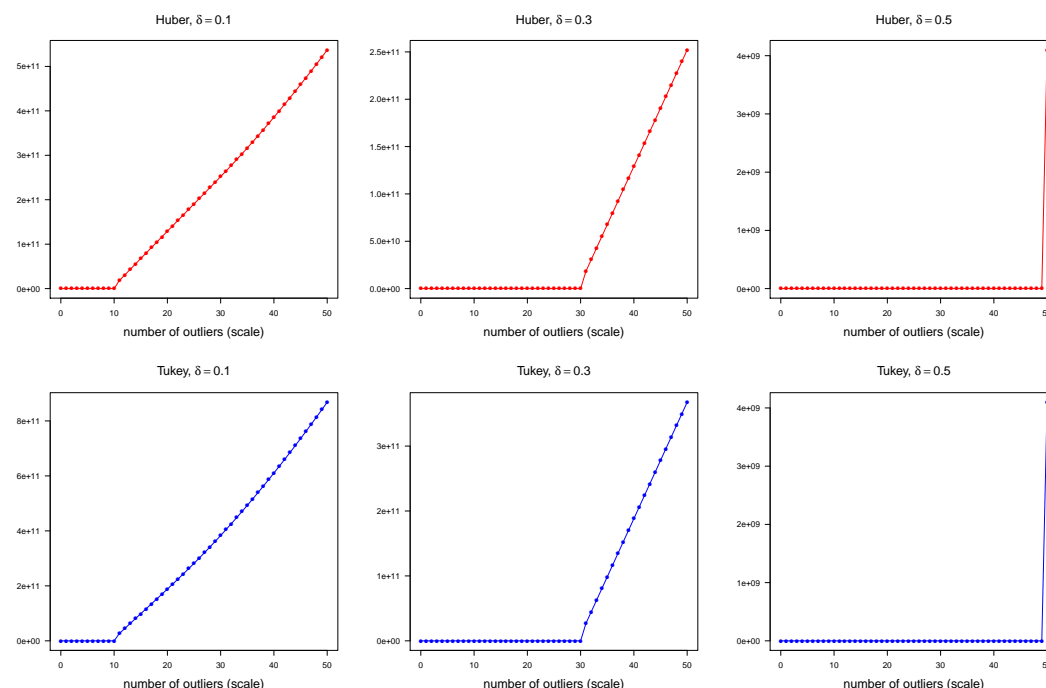 Huber, δ = 0.1
5e+11
4e+11
3e+11
2e+11
1e+11
0e+00
0 10 20 30 40 50
number of outliers (scale)
Huber, δ = 0.3
2.5e+11
2.0e+11
1.5e+11
1.0e+11
5.0e+10
0.0e+00
0 10 20 30 40 50
number of outliers (scale)
Huber, δ = 0.5
4e+09
3e+09
2e+09
1e+09
0e+00
0 10 20 30 40 50
number of outliers (scale)
Tukey, δ = 0.1
8e+11
6e+11
4e+11
2e+11
0e+00
0 10 20 30 40 50
number of outliers (scale)
Tukey, δ = 0.3
3e+11
2e+11
1e+11
0e+00
0 10 20 30 40 50
number of outliers (scale)
Tukey, δ = 0.5
4e+09
3e+09
2e+09
1e+09
0e+00
0 10 20 30 40 50
number of outliers (scale)